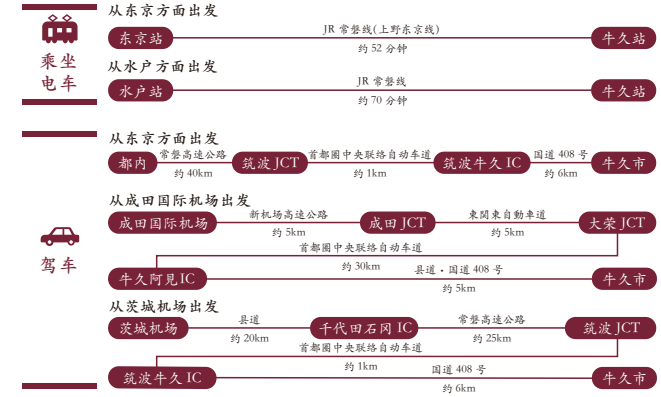 乘坐
电车
从东京方面出发
东京站 JR 常磐线(上野东京线) 牛久站
约 52 分钟
从水户方面出发
水户站 JR 常磐线 牛久站
约 70 分钟
驾车
从东京方面出发
都内 常磐高速公路 筑波JCT 首都圈中央联络自动车道 筑波牛久 IC 国道 408 号 牛久市
约 40km 约 1km 约 6km
从成田国际机场出发
成田国际机场 新机场高速公路 成田 JCT 東関東自動車道 大荣 JCT
约 5km 约 5km
首都圈中央联络自动车道
牛久阿見IC 约 30km 县道・国道 408 号 牛久市
约 5km
从茨城机场出发
茨城机场 县道 千代田石冈 IC 常磐高速公路 筑波 JCT
约 20km 约 25km
首都圈中央联络自动车道
筑波牛久 IC 约 1km 国道 408 号 牛久市
约 6km